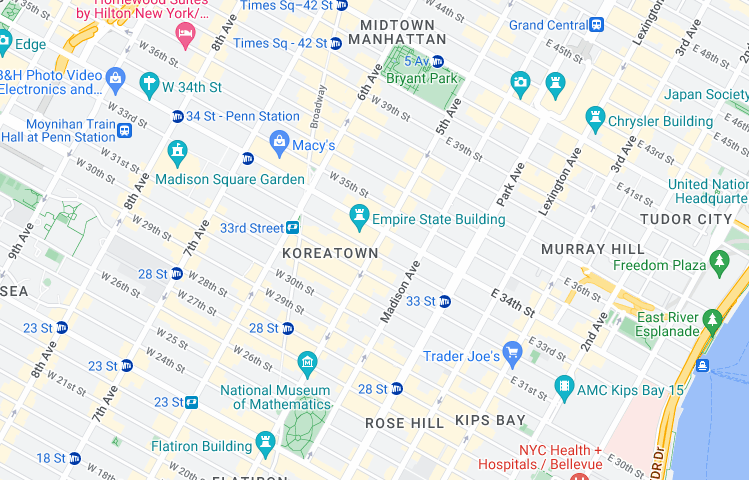 Homewood Suites
by Hilton New York/...
Times Sq-42 St
MIDTOWN
MANHATTAN
W 44th St
Grand Central
Lexington
3rd Ave
8th Ave
Edge
W 36th St
Times Sq - 42 St
5 Av
Bryant Park
E 48th St
6th Ave
B&H Photo Video
Electronics and...
W 34th St
Broadway
W 39th St
5th Ave
Japan Society
W 33rd St
34 St - Penn Station
Chrysler Building
E 46th St
Moynihan Train
Hall at Penn Station
Macy's
E 39th St
E 43rd St
3rd Ave
E 45th St
W 31st St
Madison Square Garden
W 35th St
Park Ave
Lexington Ave
E 41st St
United Nation
Headquarte
W 30th St
8th Ave
9th Ave
W 29th St
7th Ave
33rd Street
Empire State Building
TUDOR CITY
KOREATOWN
MURRAY HILL
Freedom Plaza
SEA
W 26th St
28 St
W 28th St
W 30th St
W 27th St
W 29th St
Madison Ave
33 St
E 34th St
E 36th St
2nd Ave
East River
Esplanade
23 St
28 St
W 25 St
E 33rd St
8th Ave
23 St
W 26th St
Trader Joe's
W 21st St
7th Ave
National Museum
of Mathematics
28 St
E 31st St
AMC Kips Bay 15
23 St
W 24th St
ROSE HILL
KIPS BAY
Flatiron Building
18 St
W 20th St
FLATIRON
NYC Health +
Hospitals / Bellevue
E 30th St
FDR Dr